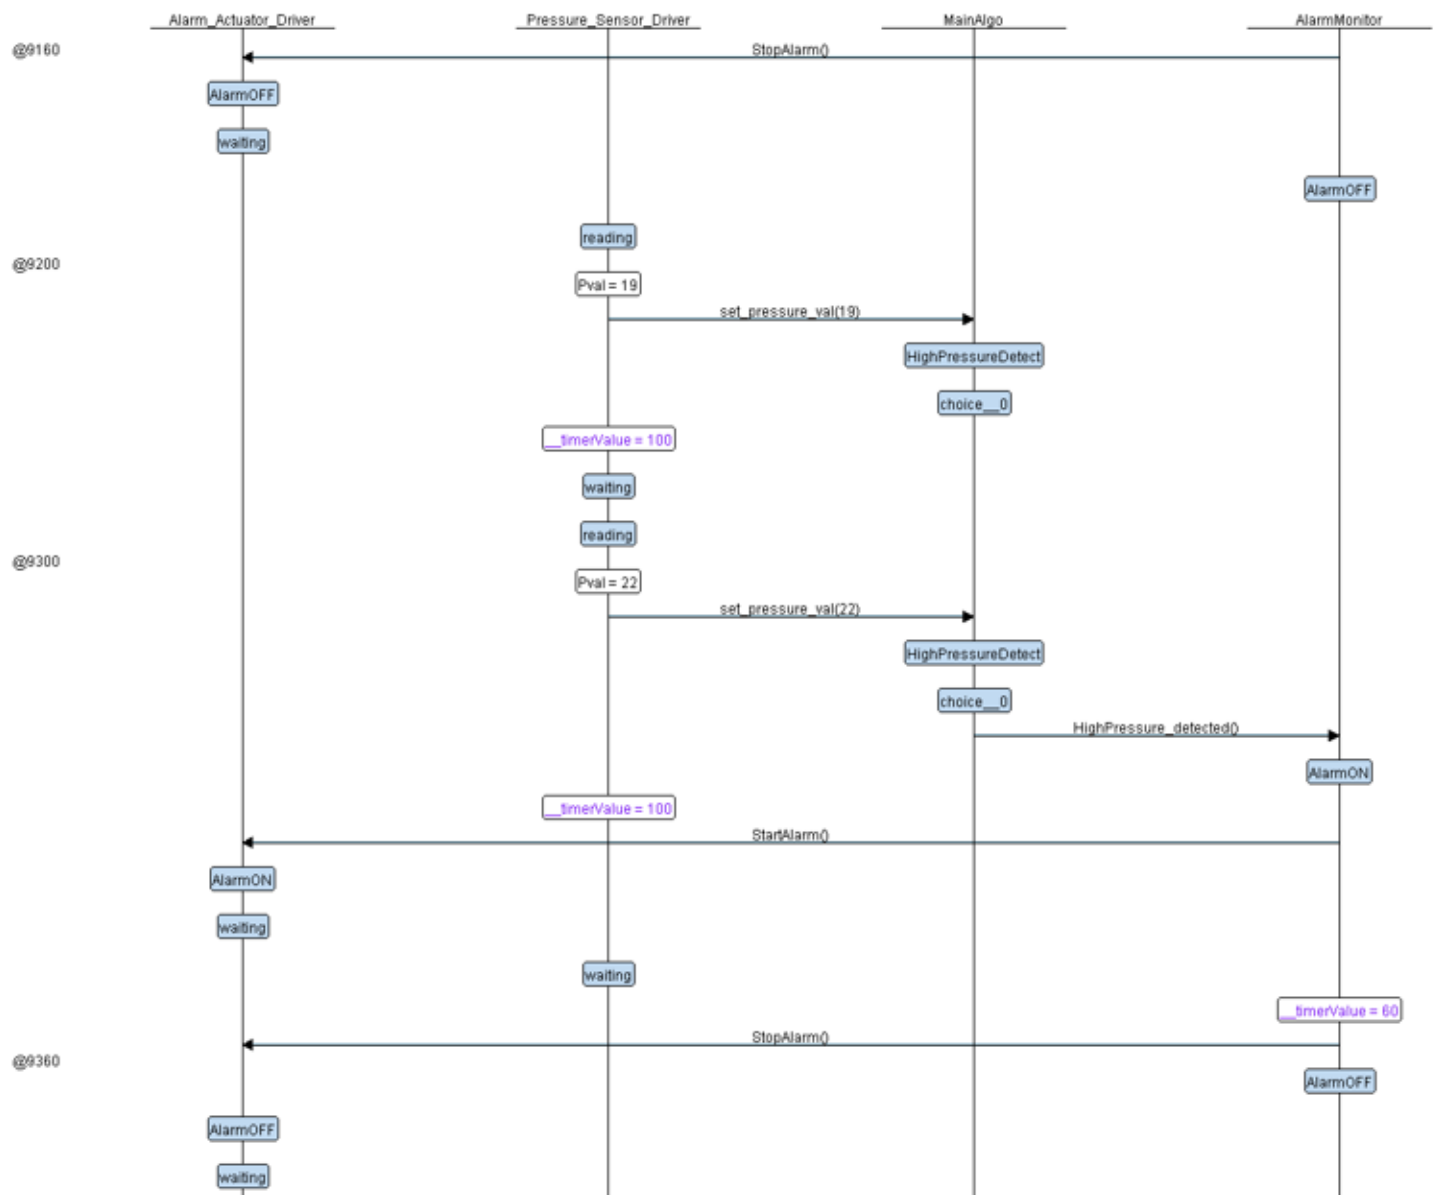 Alarm_Actuator_Driver Pressure_Sensor_Driver MainAlgo AlarmMonitor
@9160 StopAlarm()
AlarmOFF
waiting
AlarmOFF
reading
@9200
Pval = 19
set_pressure_val(19)
HighPressureDetect
choice__0
__timerValue = 100
waiting
reading
@9300
Pval = 22
set_pressure_val(22)
HighPressureDetect
choice__0
HighPressure_detected()
AlarmON
__timerValue = 100
StartAlarm()
AlarmON
waiting
waiting
__timerValue = 60
StopAlarm()
@9360
AlarmOFF
AlarmOFF
waiting